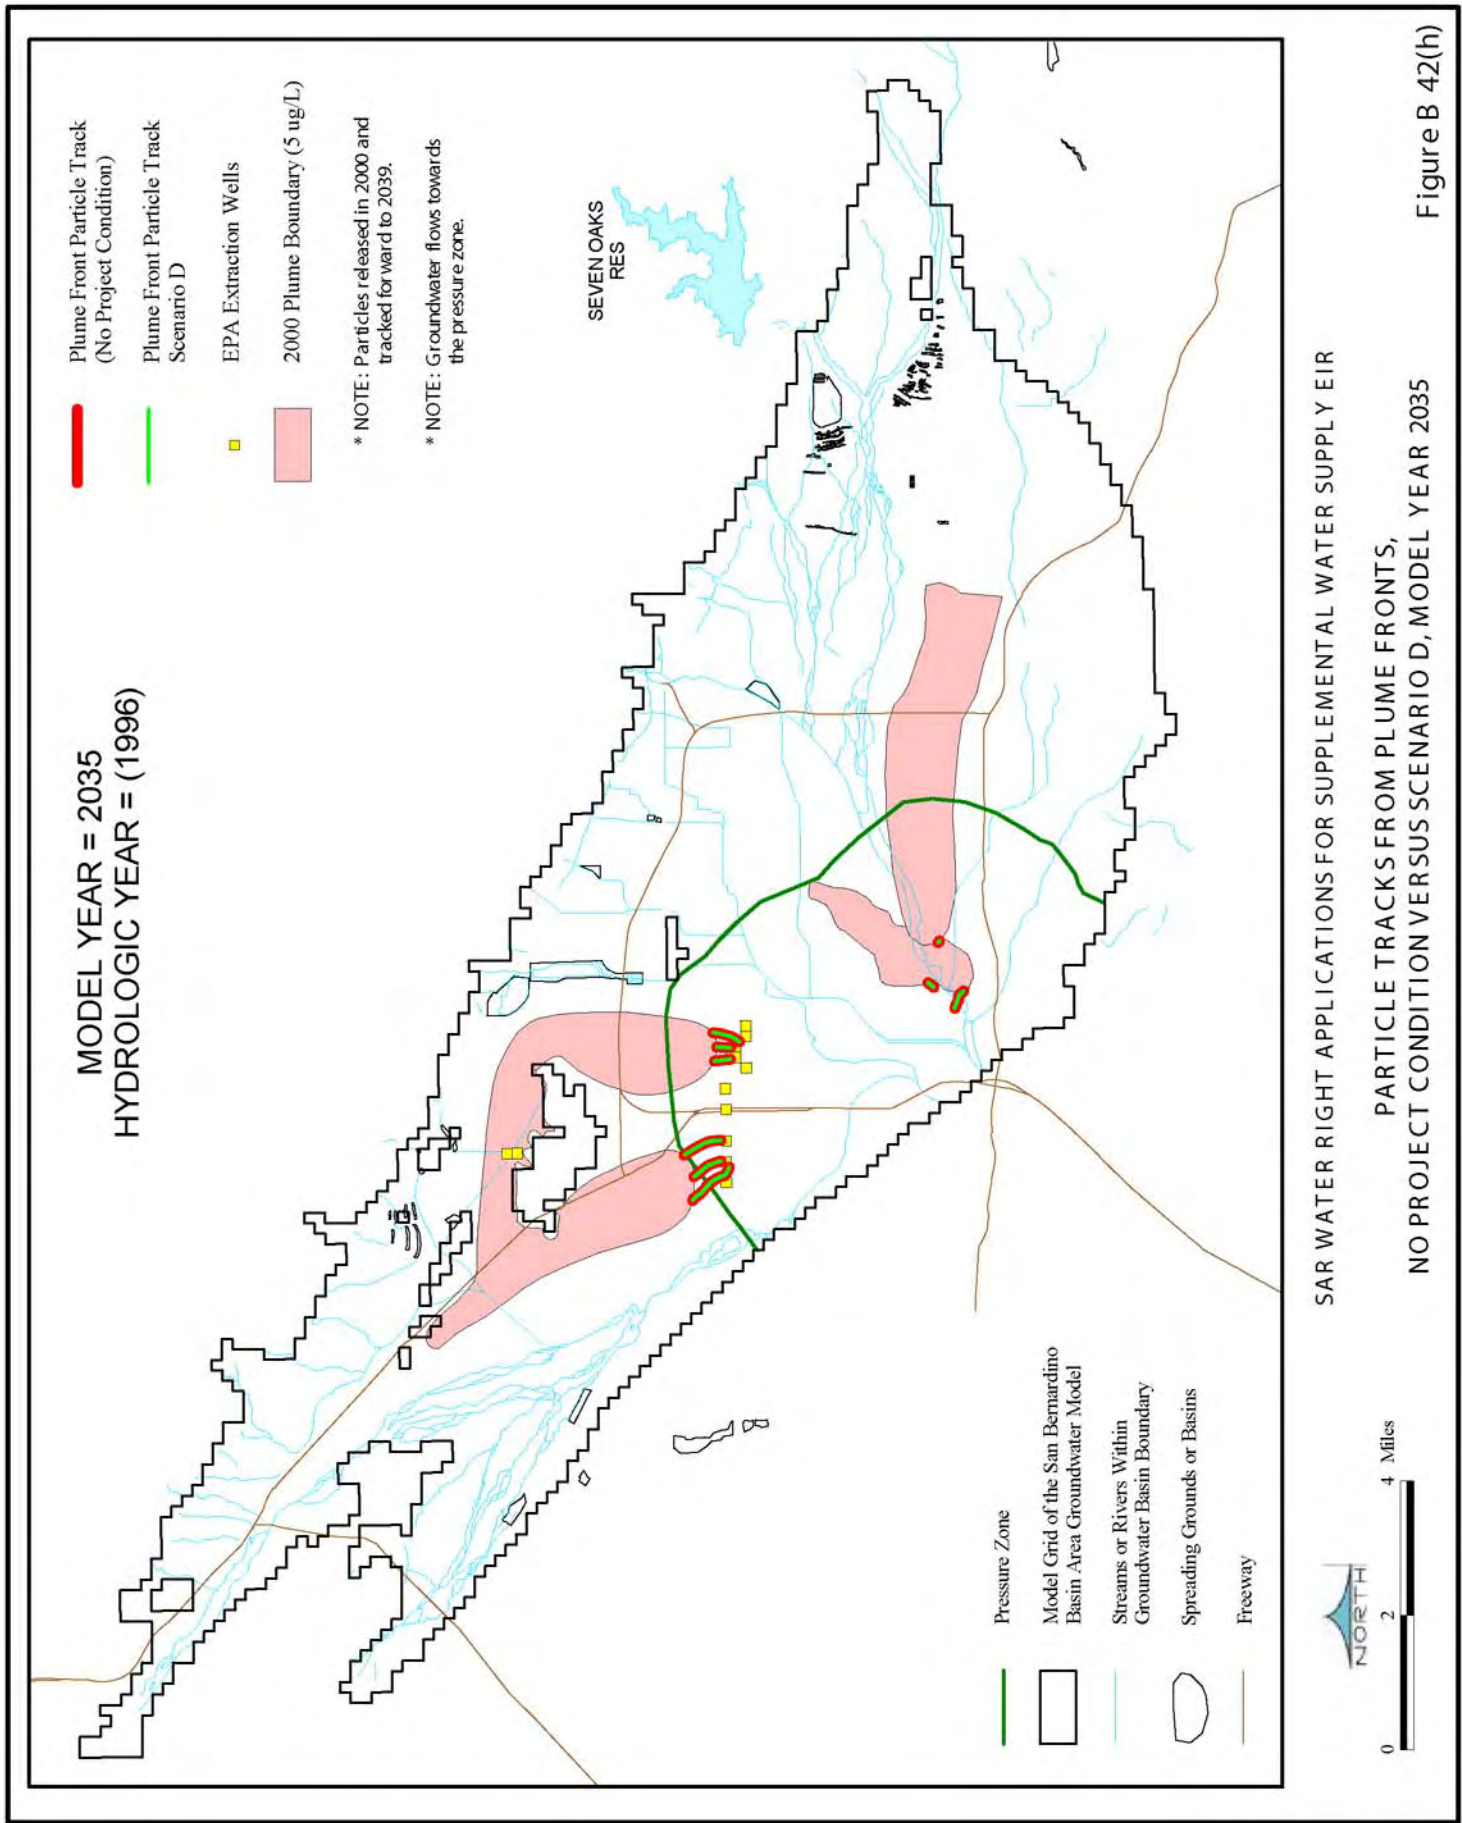 MODEL YEAR = 2035
HYDROLOGIC YEAR = (1996)
Plume Front Particle Track
(No Project Condition)
Plume Front Particle Track
Scenario D
EPA Extraction Wells
2000 Plume Boundary (5 ug/L)
* NOTE: Particles released in 2000 and
tracked forward to 2039.
* NOTE: Groundwater flows towards
the pressure zone.
SEVEN OAKS
RES
Pressure Zone
Model Grid of the San Bernardino
Basin Area Groundwater Model
Streams or Rivers Within
Groundwater Basin Boundary
Spreading Grounds or Basins
Freeway
NORTH
0 2 4 Miles
SAR WATER RIGHT APPLICATIONS FOR SUPPLEMENTAL WATER SUPPLY EIR
PARTICLE TRACKS FROM PLUME FRONTS,
NO PROJECT CONDITION VERSUS SCENARIO D, MODEL YEAR 2035
Figure B 42(h)